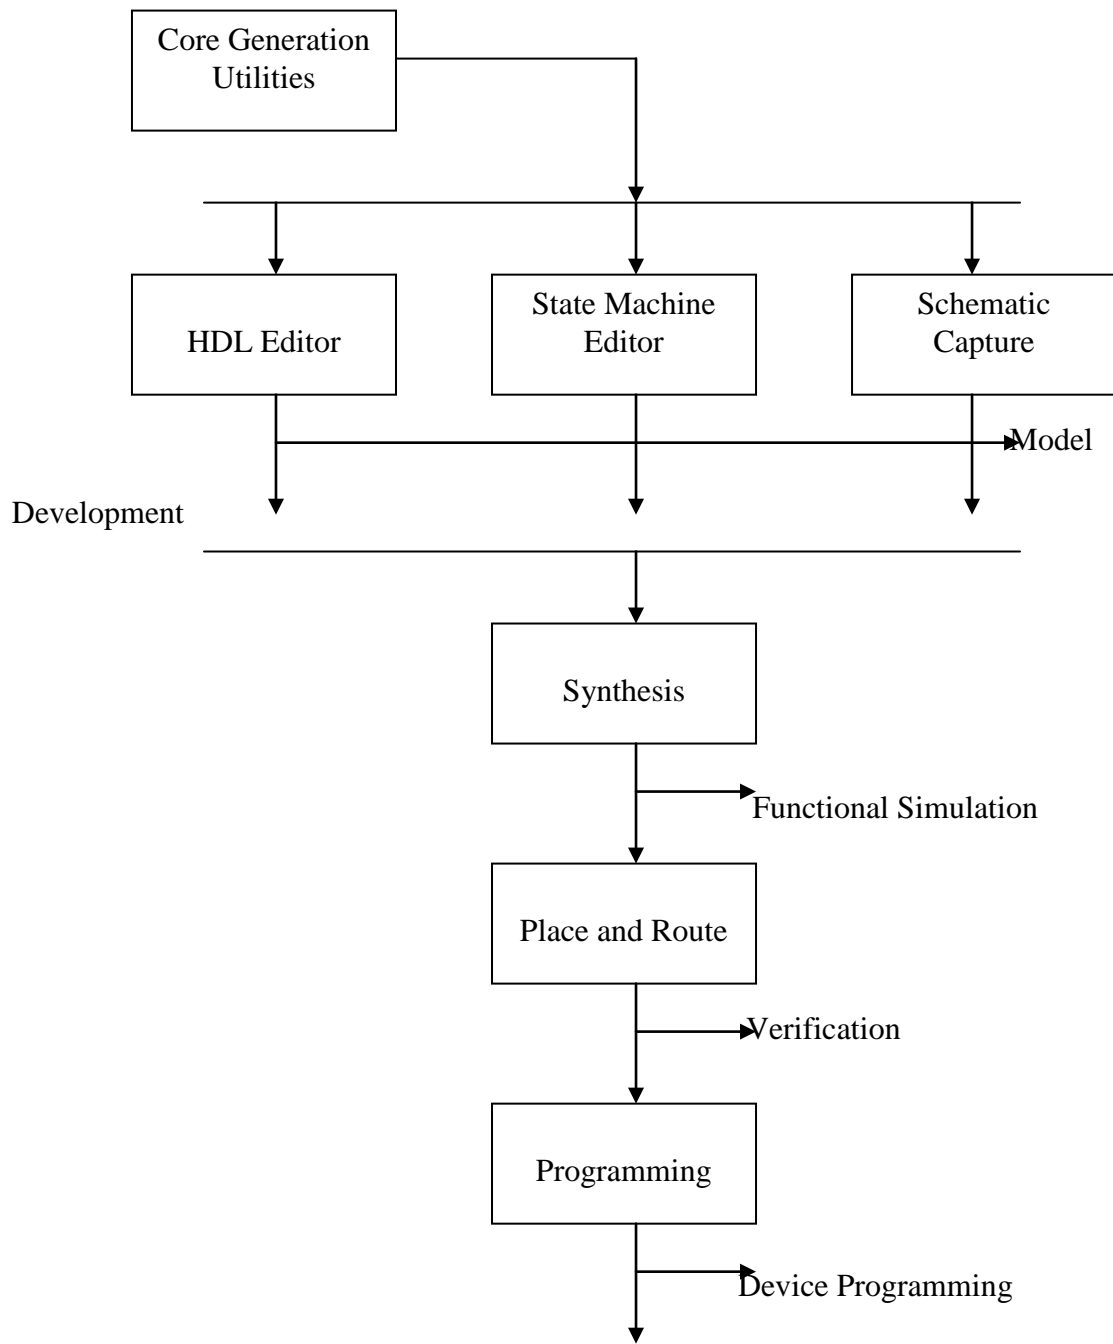 Core Generation
Utilities
HDL Editor
State Machine
Editor
Schematic
Capture
Model
Development
Synthesis
Functional Simulation
Place and Route
Verification
Programming
Device Programming